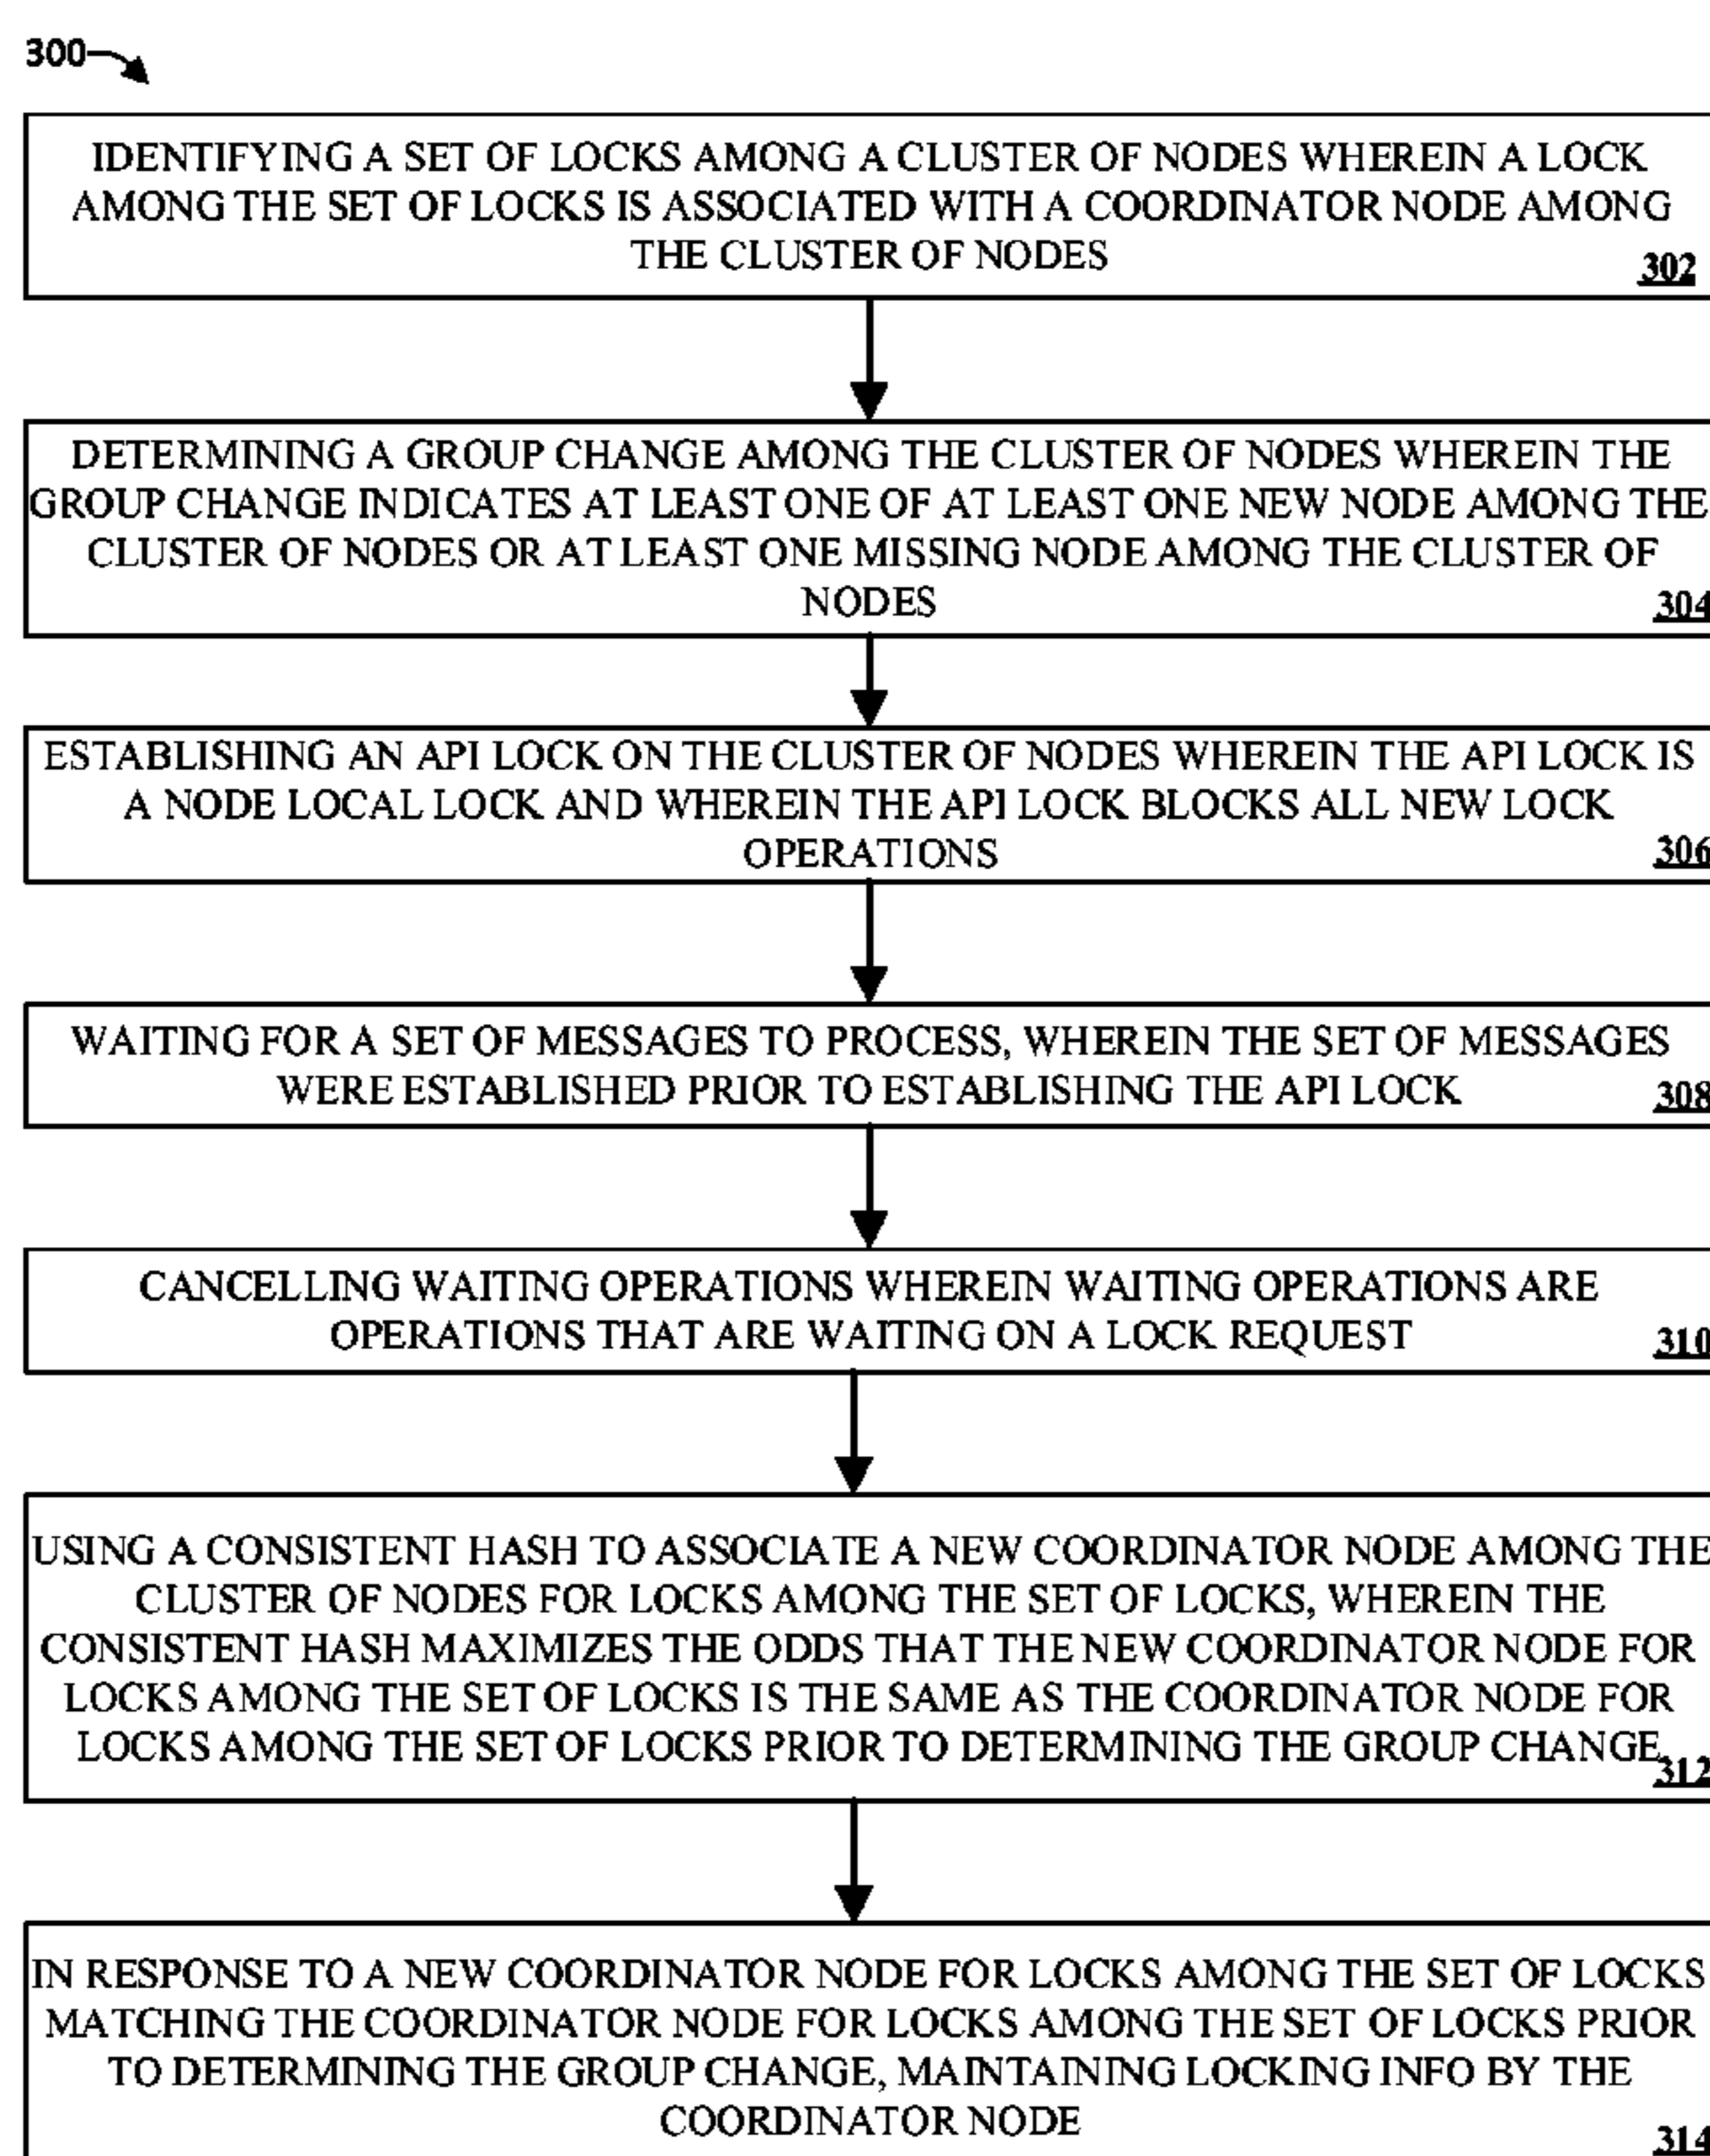 300
IDENTIFYING A SET OF LOCKS AMONG A CLUSTER OF NODES WHEREIN A LOCK
AMONG THE SET OF LOCKS IS ASSOCIATED WITH A COORDINATOR NODE AMONG
THE CLUSTER OF NODES
302
DETERMINING A GROUP CHANGE AMONG THE CLUSTER OF NODES WHEREIN THE
GROUP CHANGE INDICATES AT LEAST ONE OF AT LEAST ONE NEW NODE AMONG THE
CLUSTER OF NODES OR AT LEAST ONE MISSING NODE AMONG THE CLUSTER OF
NODES
304
ESTABLISHING AN API LOCK ON THE CLUSTER OF NODES WHEREIN THE API LOCK IS
A NODE LOCAL LOCK AND WHEREIN THE API LOCK BLOCKS ALL NEW LOCK
OPERATIONS
306
WAITING FOR A SET OF MESSAGES TO PROCESS, WHEREIN THE SET OF MESSAGES
WERE ESTABLISHED PRIOR TO ESTABLISHING THE API LOCK
308
CANCELLING WAITING OPERATIONS WHEREIN WAITING OPERATIONS ARE
OPERATIONS THAT ARE WAITING ON A LOCK REQUEST
310
USING A CONSISTENT HASH TO ASSOCIATE A NEW COORDINATOR NODE AMONG THE
CLUSTER OF NODES FOR LOCKS AMONG THE SET OF LOCKS, WHEREIN THE
CONSISTENT HASH MAXIMIZES THE ODDS THAT THE NEW COORDINATOR NODE FOR
LOCKS AMONG THE SET OF LOCKS IS THE SAME AS THE COORDINATOR NODE FOR
LOCKS AMONG THE SET OF LOCKS PRIOR TO DETERMINING THE GROUP CHANGE
312
IN RESPONSE TO A NEW COORDINATOR NODE FOR LOCKS AMONG THE SET OF LOCKS
MATCHING THE COORDINATOR NODE FOR LOCKS AMONG THE SET OF LOCKS PRIOR
TO DETERMINING THE GROUP CHANGE, MAINTAINING LOCKING INFO BY THE
COORDINATOR NODE
314